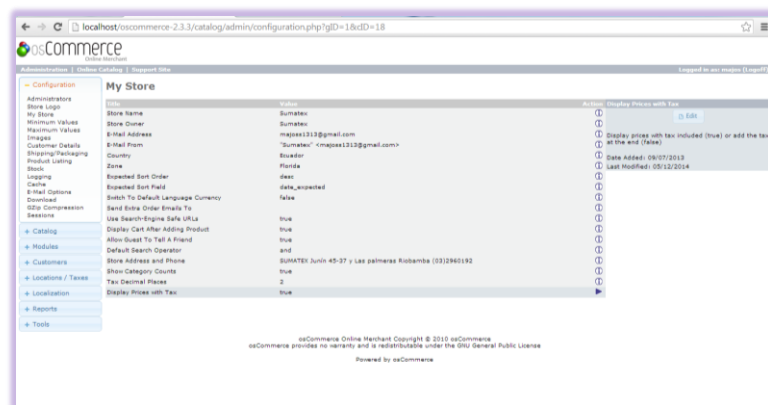 localhost/oscommerce-2.3.3/catalog/admin/configuration.php?gID=1&cID=18
osCommerce
Online Merchant
Administration | Online Catalog | Support Site
Logged in as: majoss (Logoff)
Configuration
Administrators
Store Logo
My Store
Minimum Values
Maximum Values
Images
Customer Details
Shipping/Packaging
Product Listing
Stock
Logging
Cache
E-Mail Options
Download
GZip Compression
Sessions
+ Catalog
+ Modules
+ Customers
+ Locations / Taxes
+ Localization
+ Reports
+ Tools
My Store
Title Value Action
Store Name Sumatex
Store Owner Sumatex
E-Mail Address majoss1313@gmail.com
E-Mail From "Sumatex" <majoss1313@gmail.com>
Country Ecuador
Zone Florida
Expected Sort Order desc
Expected Sort Field date_expected
Switch To Default Language Currency false
Send Extra Order Emails To
Use Search-Engine Safe URLs true
Display Cart After Adding Product true
Allow Guest To Tell A Friend true
Default Search Operator and
Store Address and Phone SUMATEX Junin 45-37 y Las palmeras Riobamba (03)2960192
Show Category Counts true
Tax Decimal Places 2
Display Prices with Tax true
Display Prices with Tax
Edit
Display prices with tax included (true) or add the tax
at the end (false)
Date Added: 09/07/2013
Last Modified: 05/12/2014
osCommerce Online Merchant Copyright © 2010 osCommerce
osCommerce provides no warranty and is redistributable under the GNU General Public License
Powered by osCommerce